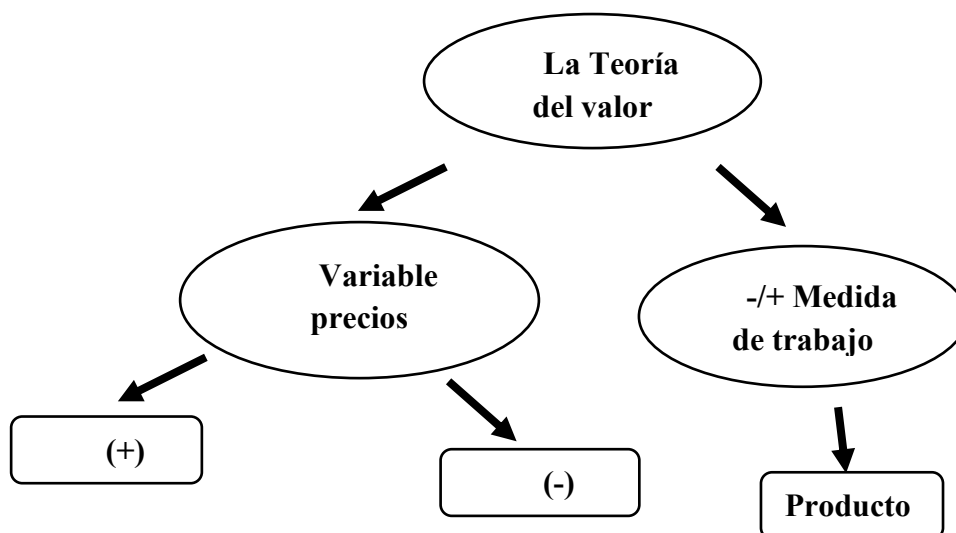 La Teoría
del valor
Variable
precios
-/+ Medida
de trabajo
(+)
(-)
Producto